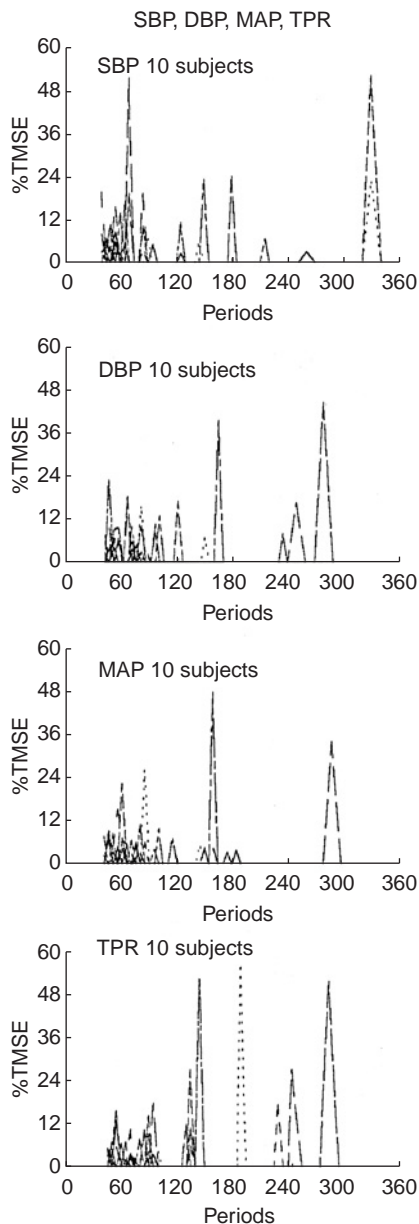 SBP, DBP, MAP, TPR
SBP 10 subjects
%TMSE
60
48
36
24
12
0
0 60 120 180 240 300 360
Periods
DBP 10 subjects
%TMSE
60
48
36
24
12
0
0 60 120 180 240 300 360
Periods
MAP 10 subjects
%TMSE
60
48
36
24
12
0
0 60 120 180 240 300 360
Periods
TPR 10 subjects
%TMSE
60
48
36
24
12
0
0 60 120 180 240 300 360
Periods